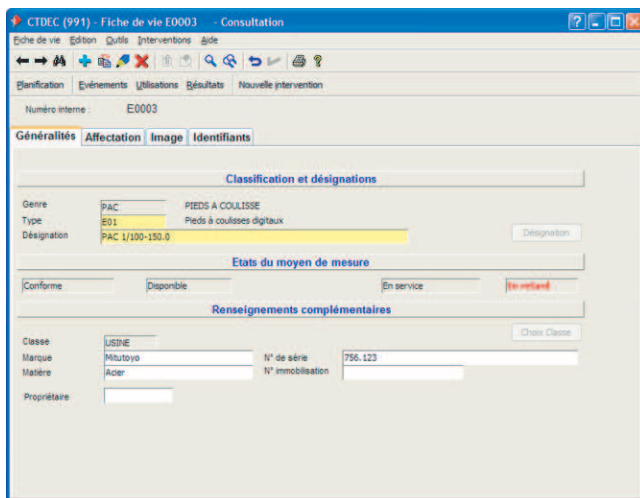 CTDEC (991) - Fiche de vie E0003 - Consultation
Fiche de vie Edition Outils Interventions Aide
Planification Evénements Utilisations Résultats Nouvelle intervention
Numéro interne : E0003
Généralités Affectation Image Identifiants
Classification et désignations
Genre PAC PIEDS A COULISSE
Type E01 Pieds à coulisses digitaux
Désignation PAC 1/100-150.0 Désignation
Etats du moyen de mesure
Conforme Disponible En service En retard
Renseignements complémentaires
Choix Classe
Classe USINE
Marque Mitutoyo N° de série 756.123
Matière Acier N° immobilisation
Propriétaire